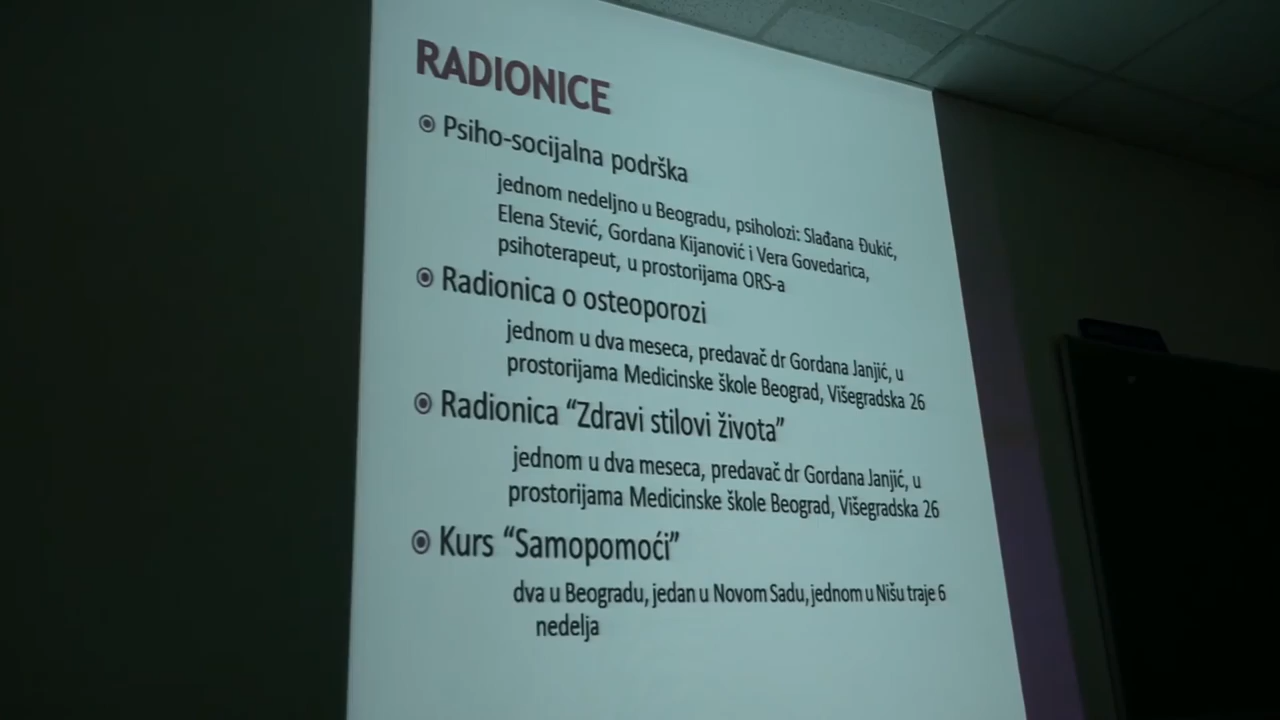 RADIONICE
Psiho-socijalna podrška
jednom nedeljno u Beogradu, psiholozi: Slađana Đukić,
Elena Stević, Gordana Kijanović i Vera Govedarica,
psihoterapeut, u prostorijama ORS-a
Radionica o osteoporozi
jednom u dva meseca, predavač dr Gordana Janjić, u
prostorijama Medicinske škole Beograd, Višegradska 26
Radionica “Zdravi stilovi života”
jednom u dva meseca, predavač dr Gordana Janjić, u
prostorijama Medicinske škole Beograd, Višegradska 26
Kurs “Samopomoći”
dva u Beogradu, jedan u Novom Sadu, jednom u Nišu traje 6
nedelja